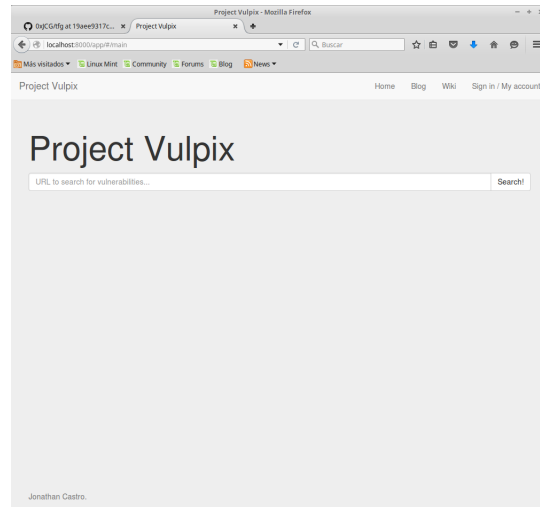 Project Vulpix - Mozilla Firefox
0xJCG/tfg at 19aee9317c... × Project Vulpix ×
localhost:8000/app/#/main Buscar
Más visitados Linux Mint Community Forums Blog News
Project Vulpix Home Blog Wiki Sign in / My account
Project Vulpix
URL to search for vulnerabilities... Search!
Jonathan Castro.